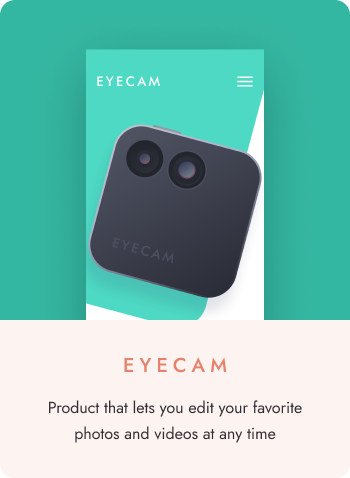 EYECAM
EYECAM
EYECAM
Product that lets you edit your favorite
photos and videos at any time